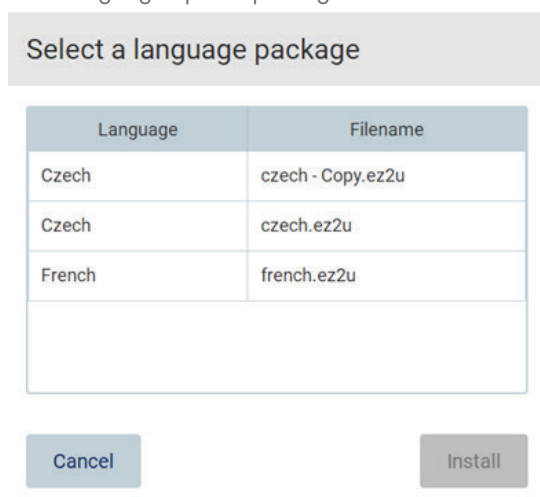 Select a language package
Language Filename
Czech czech - Copy.ez2u
Czech czech.ez2u
French french.ez2u
Cancel Install